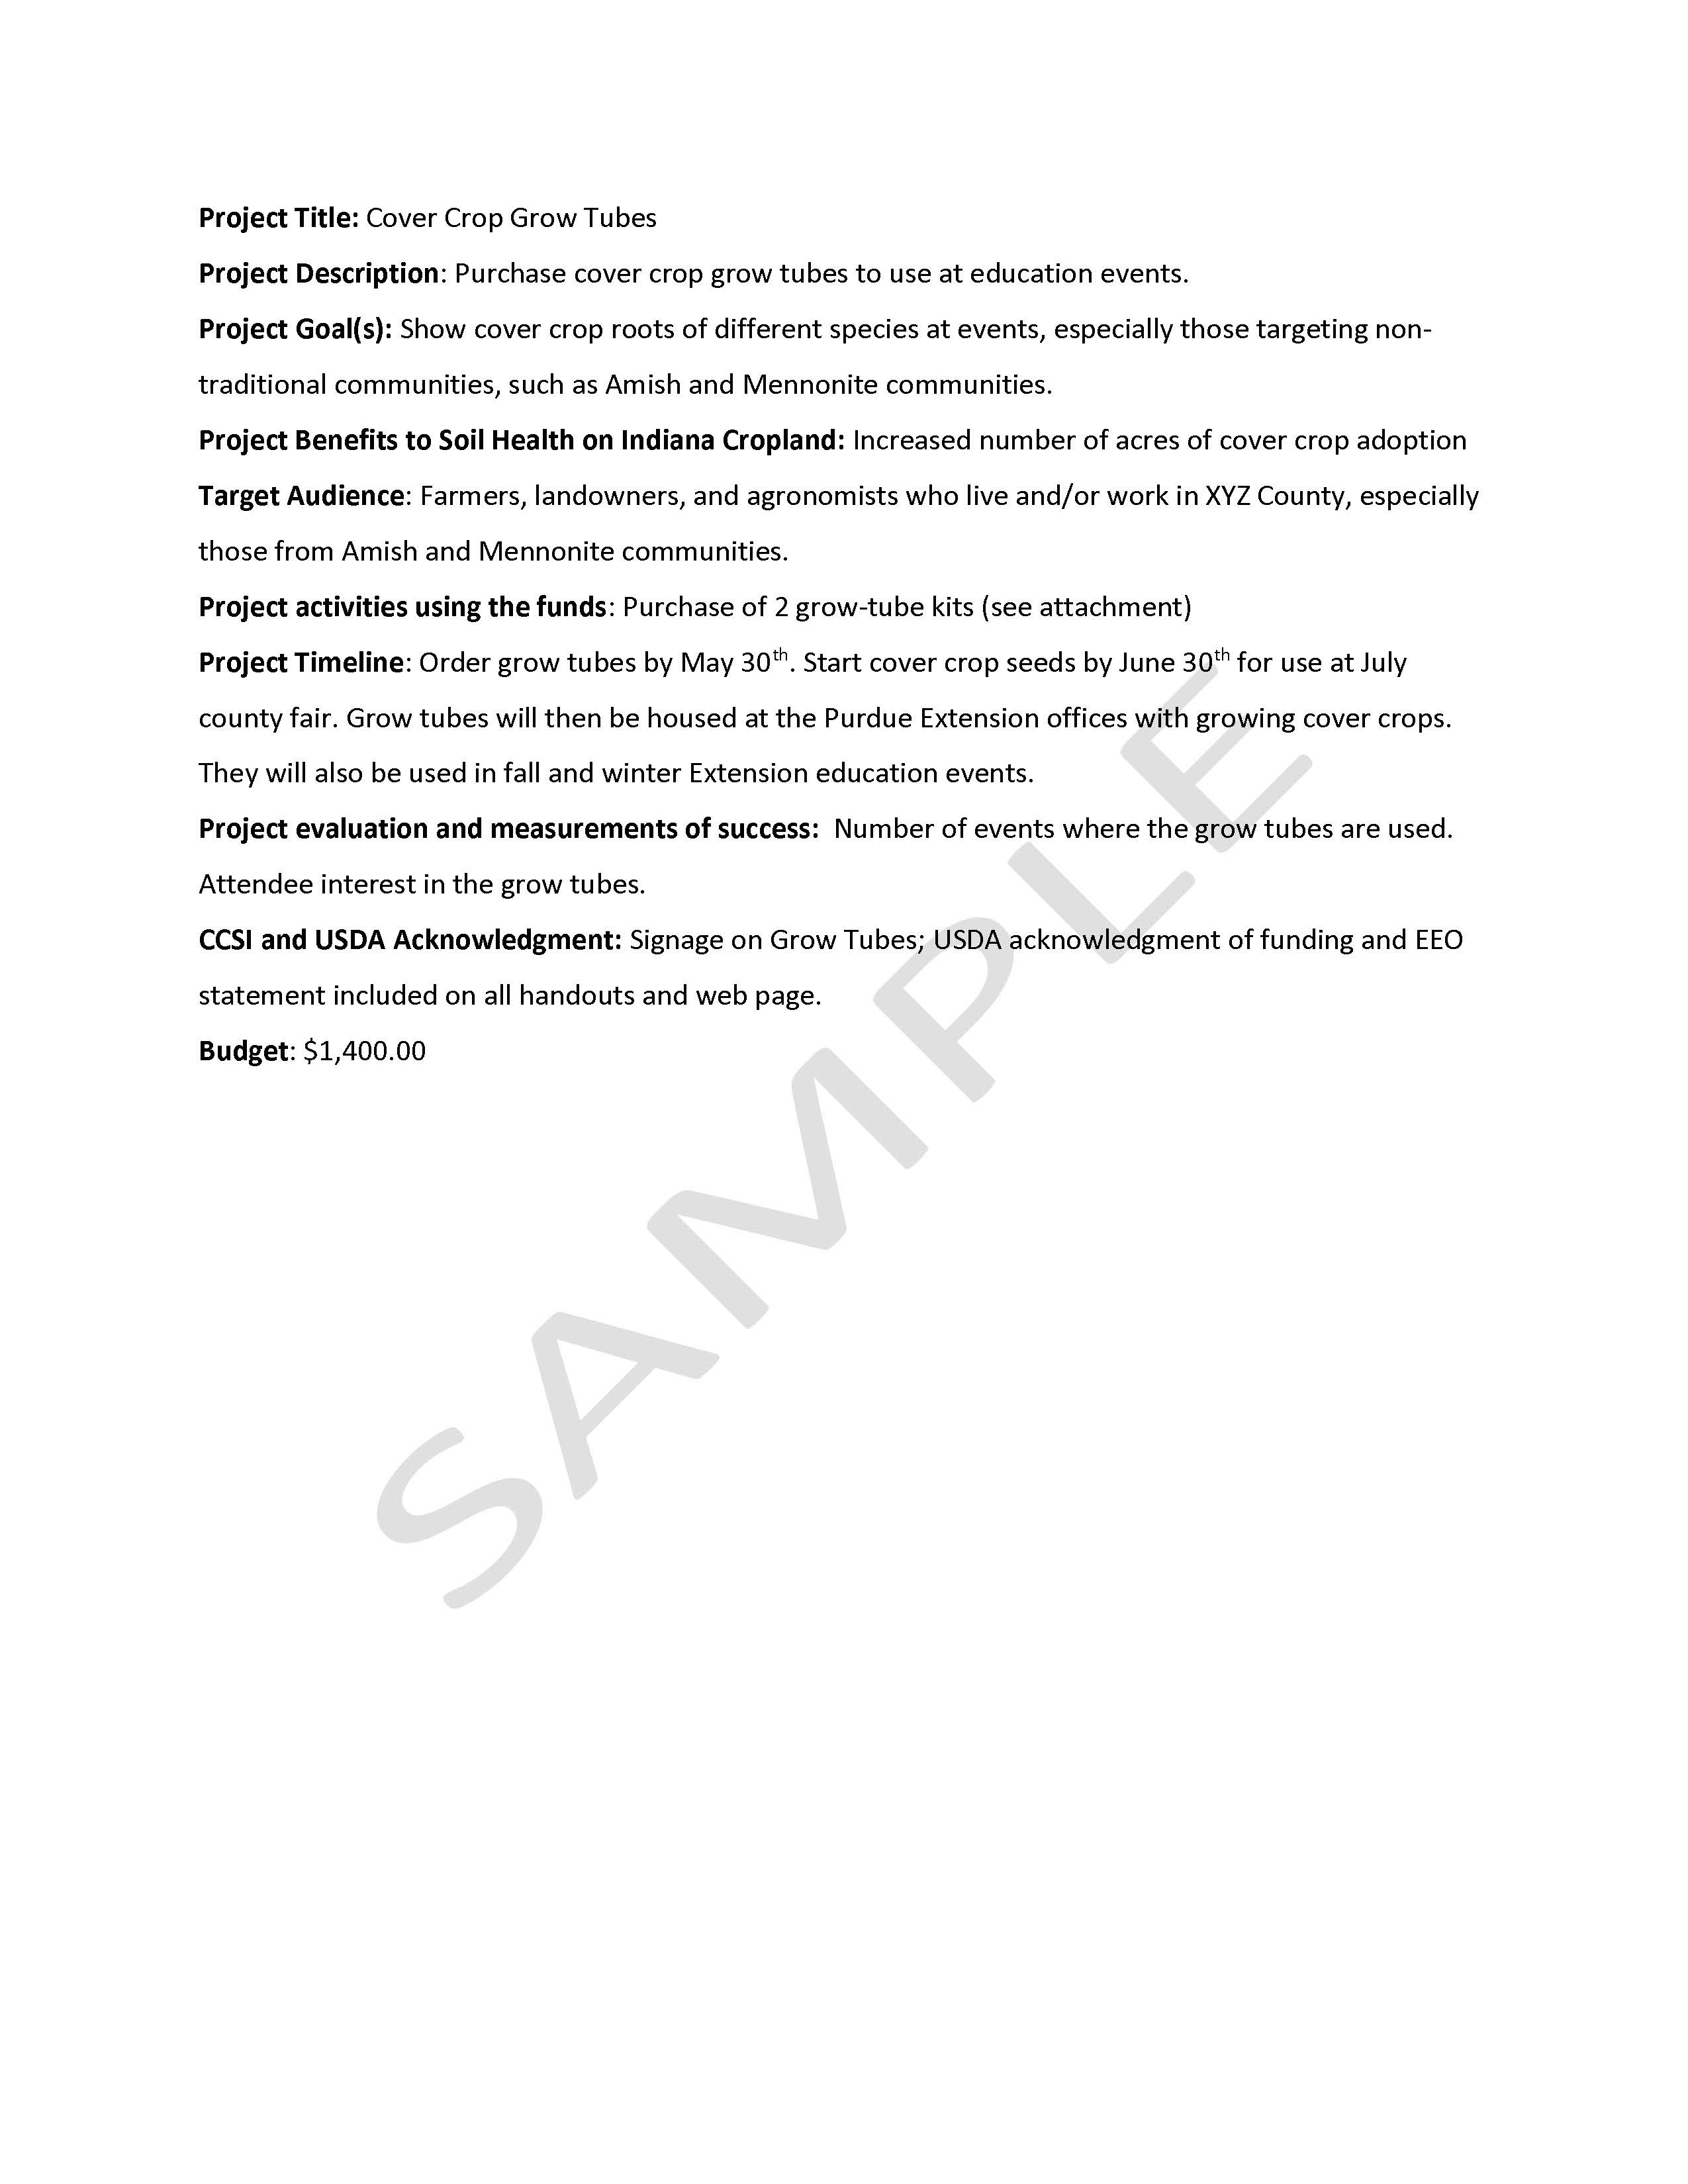 Project Title: Cover Crop Grow Tubes
Project Description: Purchase cover crop grow tubes to use at education events.
Project Goal(s): Show cover crop roots of different species at events, especially those targeting non-
traditional communities, such as Amish and Mennonite communities.
Project Benefits to Soil Health on Indiana Cropland: Increased number of acres of cover crop adoption
Target Audience: Farmers, landowners, and agronomists who live and/or work in XYZ County, especially
those from Amish and Mennonite communities.
Project activities using the funds: Purchase of 2 grow-tube kits (see attachment)
Project Timeline: Order grow tubes by May 30th. Start cover crop seeds by June 30th for use at July
county fair. Grow tubes will then be housed at the Purdue Extension offices with growing cover crops.
They will also be used in fall and winter Extension education events.
Project evaluation and measurements of success:  Number of events where the grow tubes are used.
Attendee interest in the grow tubes.
CCSI and USDA Acknowledgment: Signage on Grow Tubes; USDA acknowledgment of funding and EEO
statement included on all handouts and web page.
Budget: $1,400.00
SAMPLE